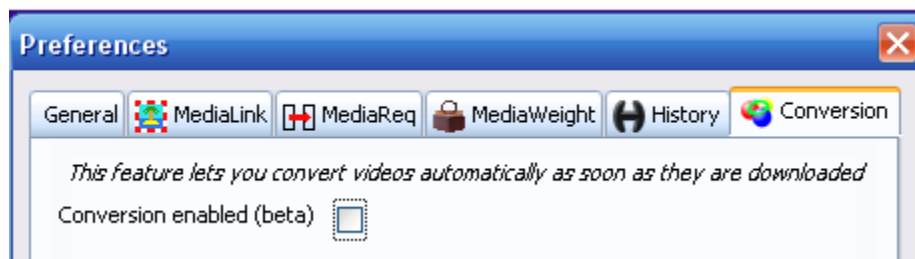 Preferences
General MediaLink MediaReq MediaWeight History Conversion
This feature lets you convert videos automatically as soon as they are downloaded
Conversion enabled (beta)